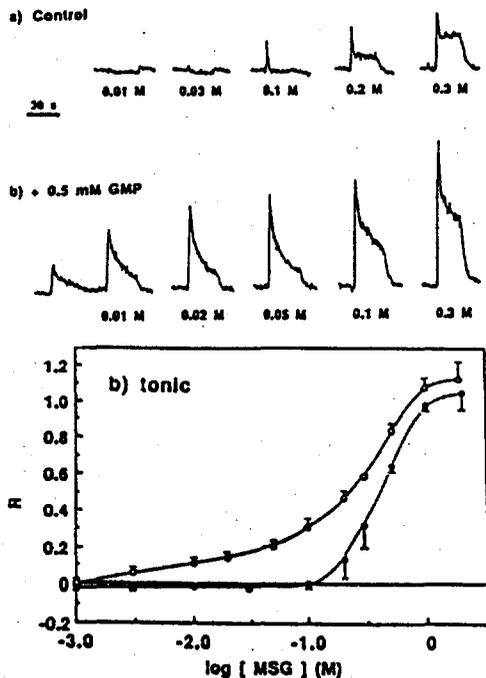 a) Control
0.01 M 0.03 M 0.1 M 0.2 M 0.3 M
30 s
b) + 0.5 mM GMP
0.01 M 0.02 M 0.05 M 0.1 M 0.3 M
b) tonic
1.2
1.0
0.8
0.6
0.4
0.2
0
-0.2
R
-3.0 -2.0 -1.0 0
log [ MSG ] (M)